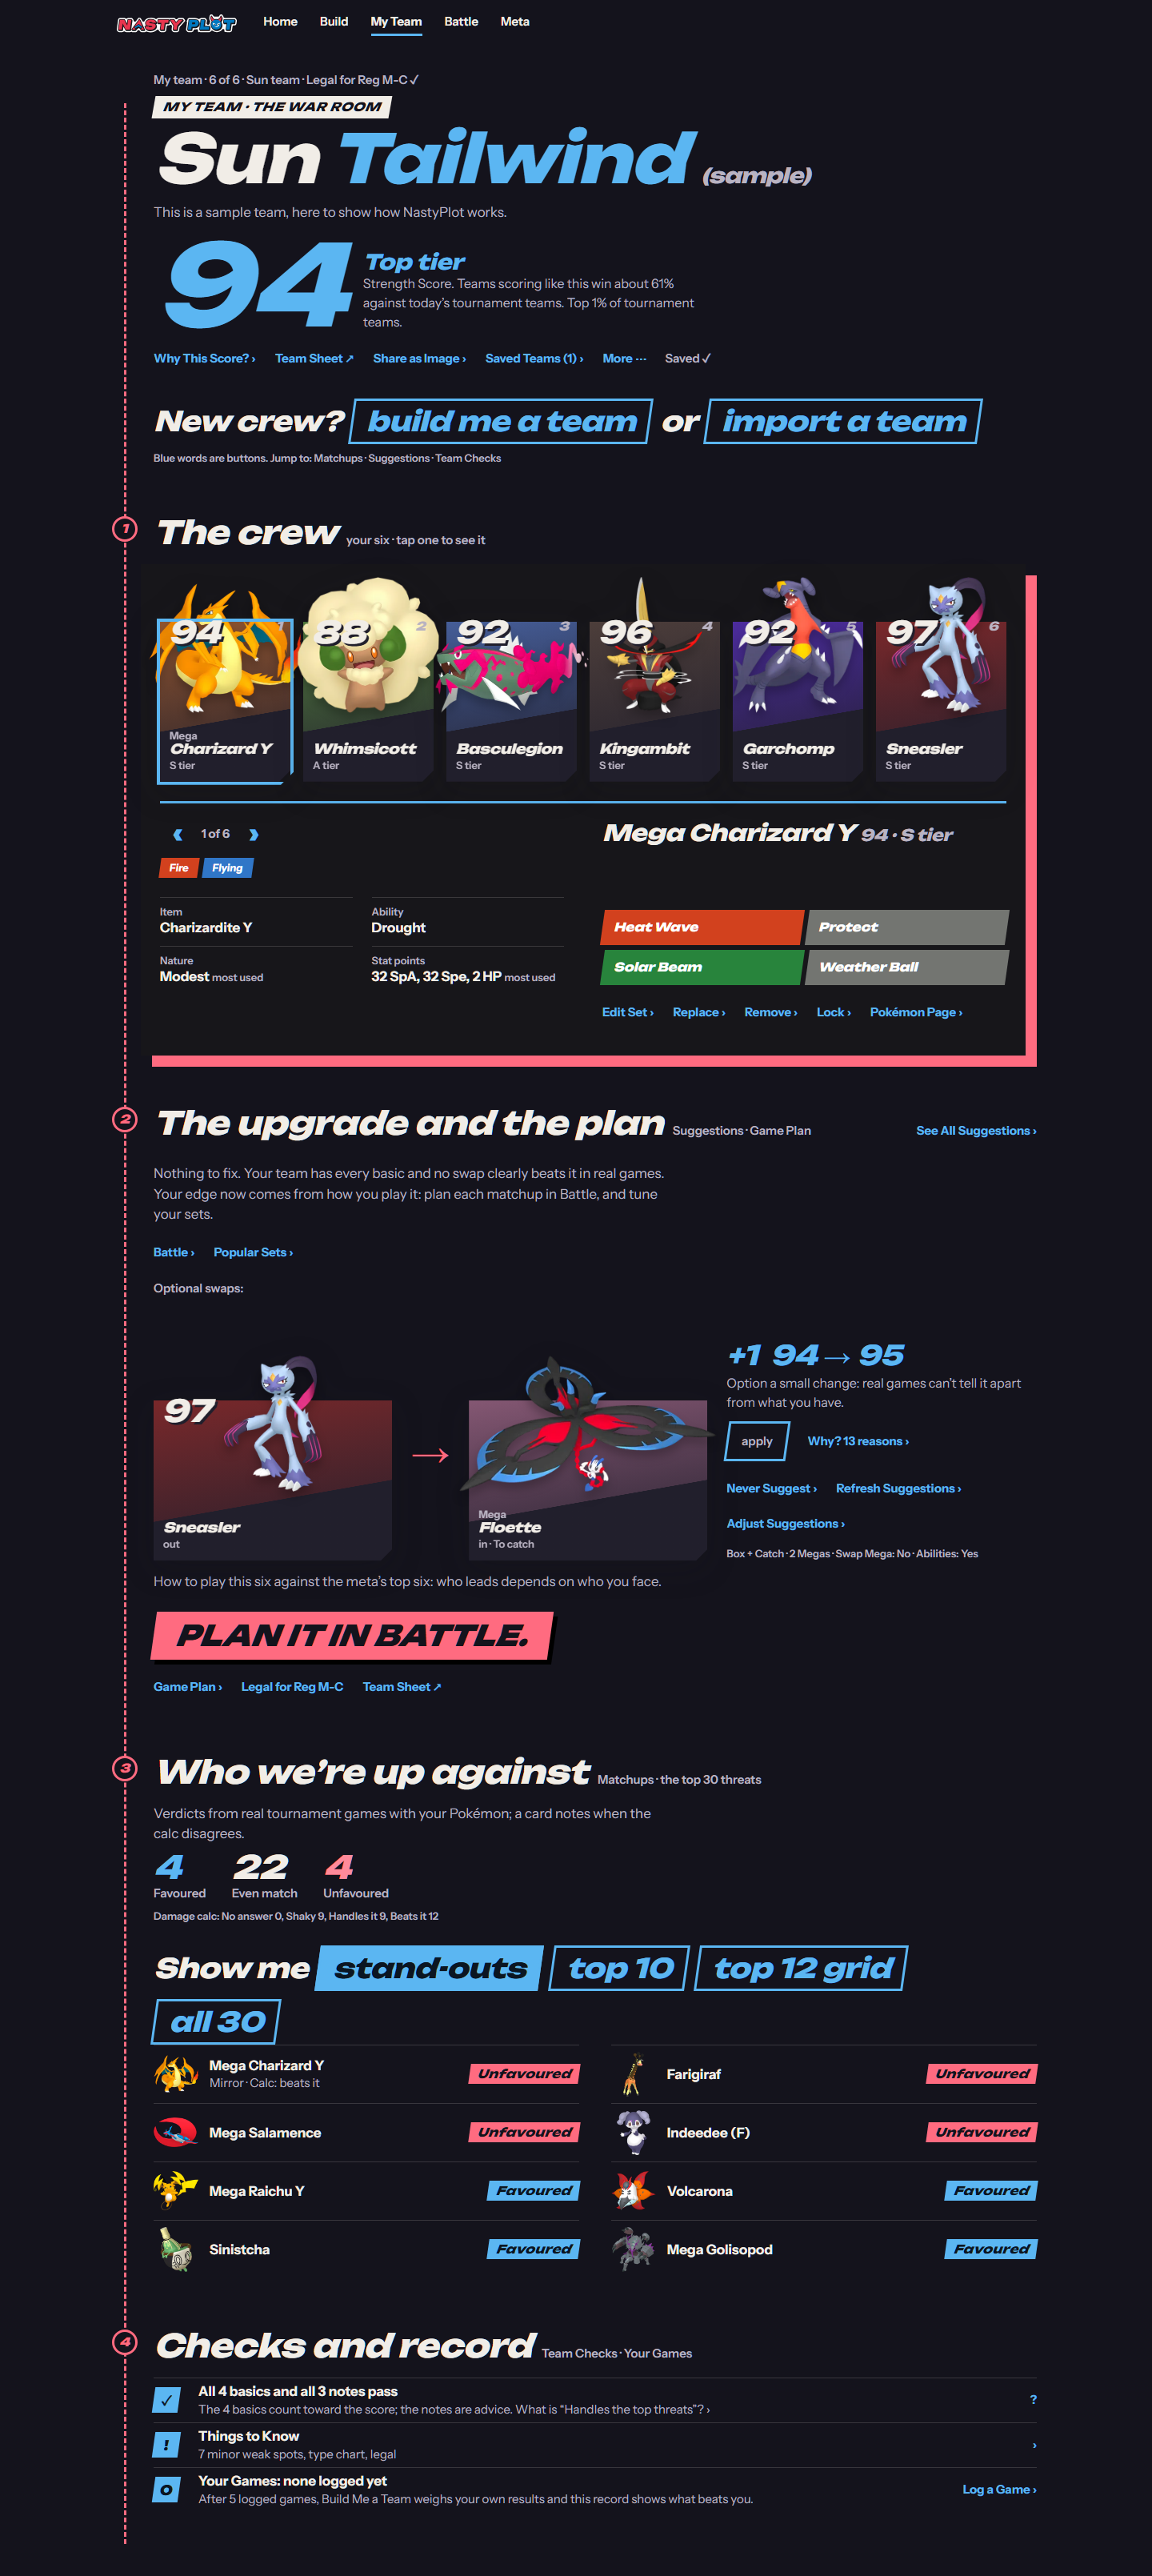 NASTY PLOT
Home
Build
My Team
Battle
Meta
My team · 6 of 6 · Sun team · Legal for Reg M-C ✓
MY TEAM · THE WAR ROOM
Sun Tailwind (sample)
This is a sample team, here to show how NastyPlot works.
94
Top tier
Strength Score. Teams scoring like this win about 61%
against today's tournament teams. Top 1% of tournament
teams.
Why This Score? ›
Team Sheet ↗
Share as Image ›
Saved Teams (1) ›
More ···
Saved ✓
New crew? build me a team or import a team
Blue words are buttons. Jump to: Matchups · Suggestions · Team Checks
1
The crew your six · tap one to see it
94
Mega
Charizard Y
S tier
88
2
Whimsicott
A tier
92
3
Basculegion
S tier
96
4
Kingambit
S tier
92
5
Garchomp
S tier
97
6
Sneasler
S tier
‹ 1 of 6 ›
Fire
Flying
Item
Charizardite Y
Ability
Drought
Nature
Modest most used
Stat points
32 SpA, 32 Spe, 2 HP most used
Mega Charizard Y 94 · S tier
Heat Wave
Protect
Solar Beam
Weather Ball
Edit Set ›
Replace ›
Remove ›
Lock ›
Pokémon Page ›
2
The upgrade and the plan Suggestions · Game Plan
See All Suggestions ›
Nothing to fix. Your team has every basic and no swap clearly beats it in real games.
Your edge now comes from how you play it: plan each matchup in Battle, and tune
your sets.
Battle ›
Popular Sets ›
Optional swaps:
97
Sneasler
out
→
Mega
Floette
in · To catch
+1 94 → 95
Option a small change: real games can't tell it apart
from what you have.
apply
Why? 13 reasons ›
Never Suggest ›
Refresh Suggestions ›
Adjust Suggestions ›
Box + Catch · 2 Megas · Swap Mega: No · Abilities: Yes
How to play this six against the meta's top six: who leads depends on who you face.
PLAN IT IN BATTLE.
Game Plan ›
Legal for Reg M-C
Team Sheet ↗
3
Who we're up against Matchups · the top 30 threats
Verdicts from real tournament games with your Pokémon; a card notes when the
calc disagrees.
4
Favoured
22
Even match
4
Unfavoured
Damage calc: No answer 0, Shaky 9, Handles it 9, Beats it 12
Show me stand-outs top 10 top 12 grid
all 30
Mega Charizard Y
Mirror · Calc: beats it
Unfavoured
Farigiraf
Unfavoured
Mega Salamence
Unfavoured
Indeedee (F)
Unfavoured
Mega Raichu Y
Favoured
Volcarona
Favoured
Sinistcha
Favoured
Mega Golisopod
Favoured
4
Checks and record Team Checks · Your Games
✓
All 4 basics and all 3 notes pass
The 4 basics count toward the score; the notes are advice. What is "Handles the top threats"? ›
?
!
Things to Know
7 minor weak spots, type chart, legal
›
0
Your Games: none logged yet
After 5 logged games, Build Me a Team weighs your own results and this record shows what beats you.
Log a Game ›